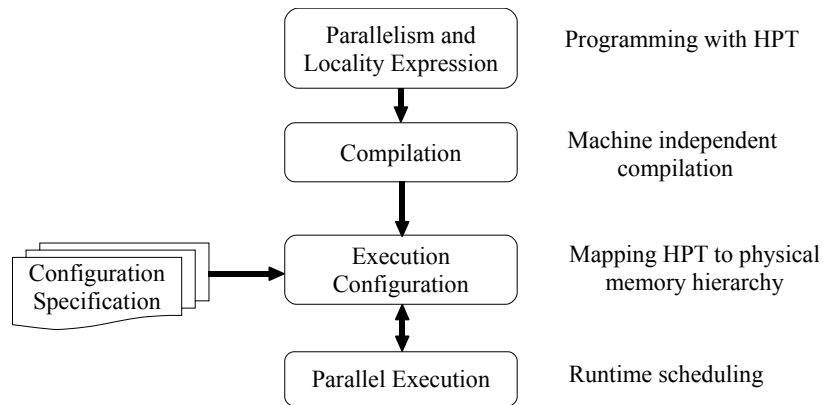 Parallelism and
Locality Expression
Programming with HPT
Compilation
Machine independent
compilation
Configuration
Specification
Execution
Configuration
Mapping HPT to physical
memory hierarchy
Parallel Execution
Runtime scheduling